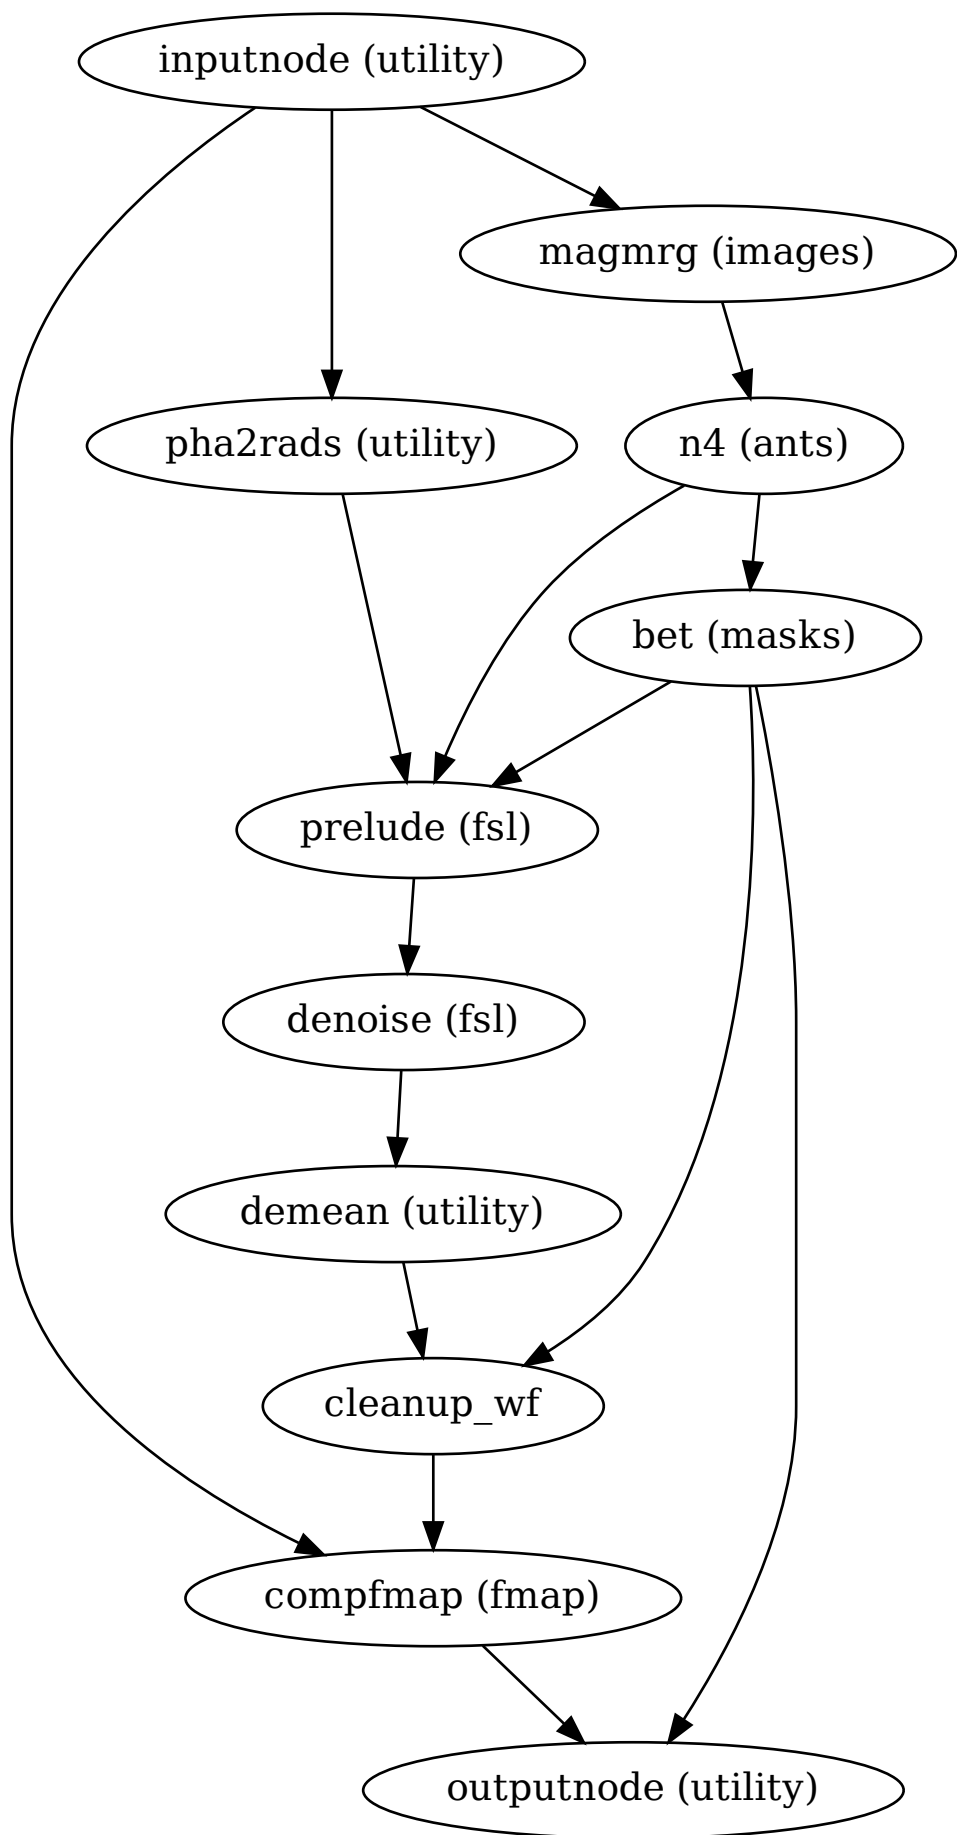 inputnode (utility)
magmrg (images)
pha2rads (utility)
n4 (ants)
bet (masks)
prelude (fsl)
denoise (fsl)
demean (utility)
cleanup_wf
compfmap (fmap)
outputnode (utility)